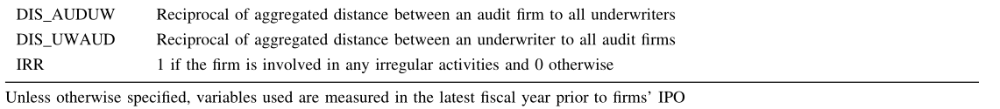 DIS_AUDUW Reciprocal of aggregated distance between an audit firm to all underwriters
DIS_UWAUD Reciprocal of aggregated distance between an underwriter to all audit firms
IRR 1 if the firm is involved in any irregular activities and 0 otherwise
Unless otherwise specified, variables used are measured in the latest fiscal year prior to firms' IPO